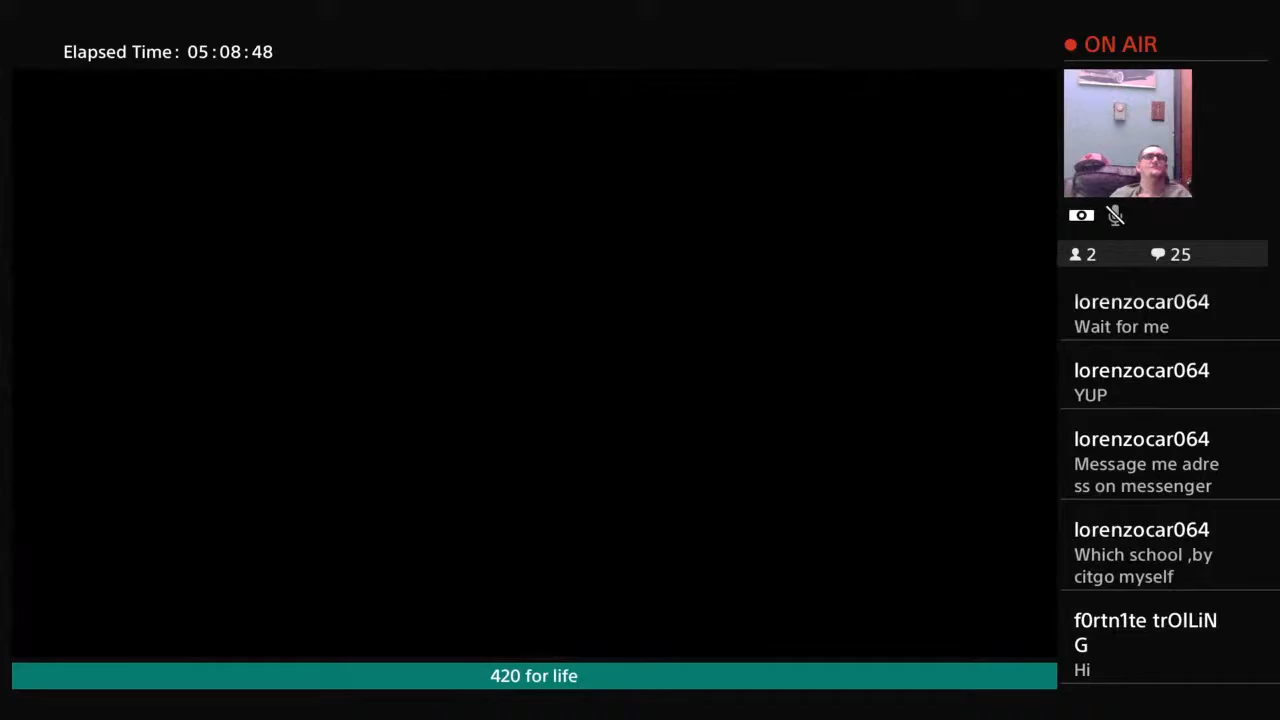 Elapsed Time: 05:08:48
ON AIR
2 25
lorenzocar064
Wait for me
lorenzocar064
YUP
lorenzocar064
Message me adre
ss on messenger
lorenzocar064
Which school ,by
citgo myself
f0rtn1te trOlLiN
G
Hi
420 for life